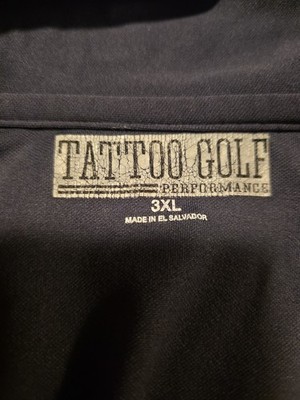 TATTOO GOLF
PERFORMANCE
3XL
MADE IN EL SALVADOR